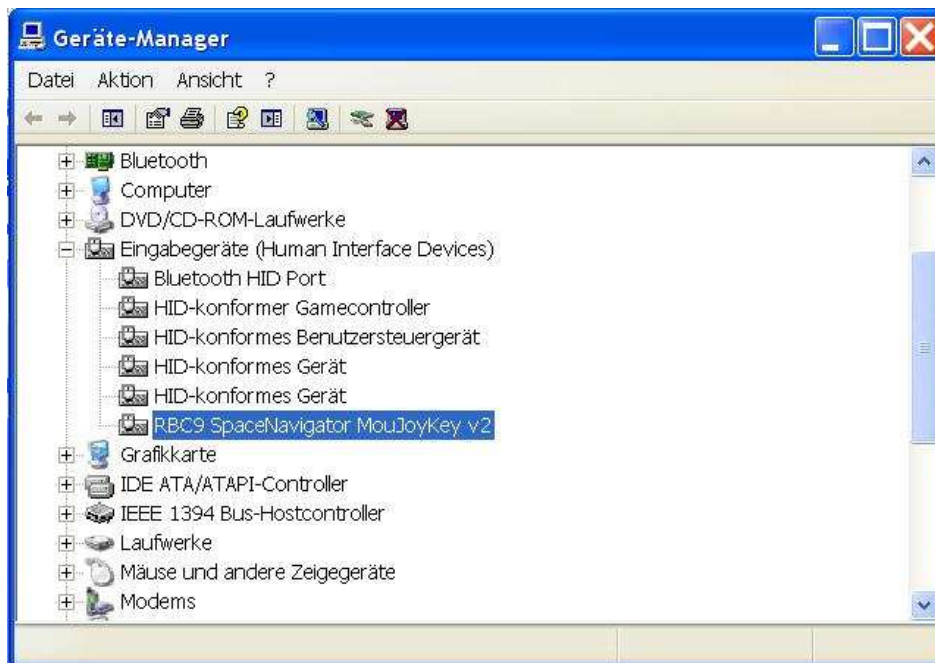 Geräte-Manager
Datei Aktion Ansicht ?
Bluetooth
Computer
DVD/CD-ROM-Laufwerke
Eingabegeräte (Human Interface Devices)
Bluetooth HID Port
HID-konformer Gamecontroller
HID-konformes Benutzersteuergerät
HID-konformes Gerät
HID-konformes Gerät
RBC9 SpaceNavigator MouJoyKey v2
Grafikkarte
IDE ATA/ATAPI-Controller
IEEE 1394 Bus-Hostcontroller
Laufwerke
Mäuse und andere Zeigegeräte
Modems